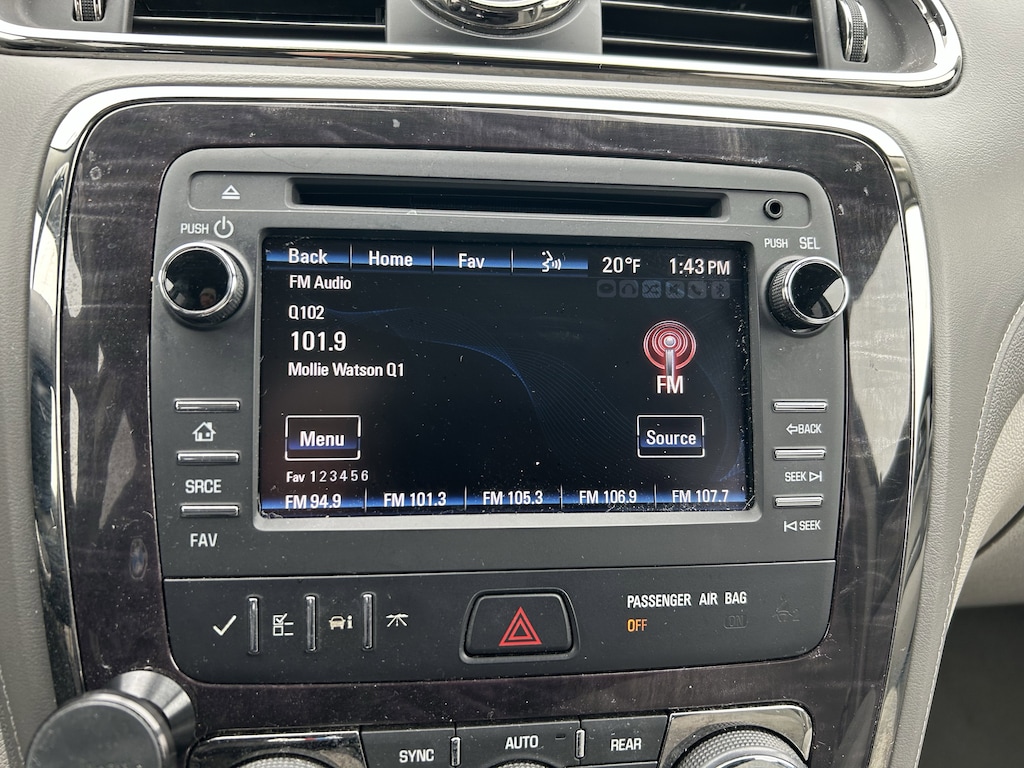 PUSH
PUSH SEL
Back Home Fav 20°F 1:43 PM
FM Audio
Q102
101.9
Mollie Watson Q1
FM
Menu
Source
Fav 1 2 3 4 5 6
FM 94.9 FM 101.3 FM 105.3 FM 106.9 FM 107.7
SRCE
FAV
BACK
SEEK
SEEK
PASSENGER AIR BAG
OFF ON
SYNC AUTO REAR